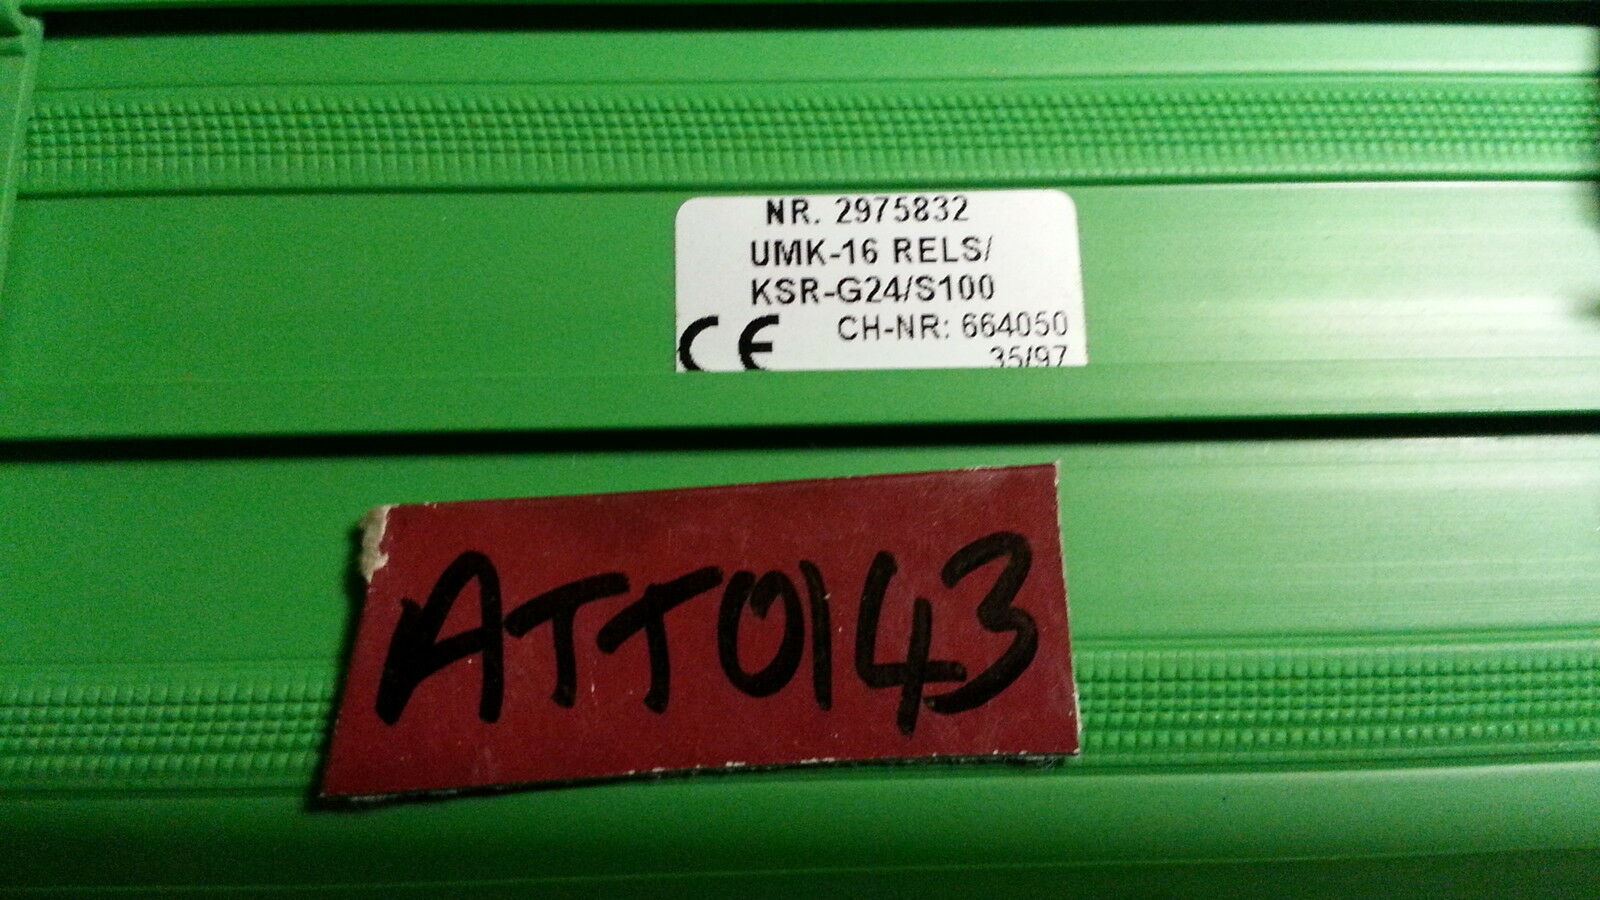 NR. 2975832
UMK-16 RELS/
KSR-G24/S100
CE CH-NR: 664050
35/97
ATT0143